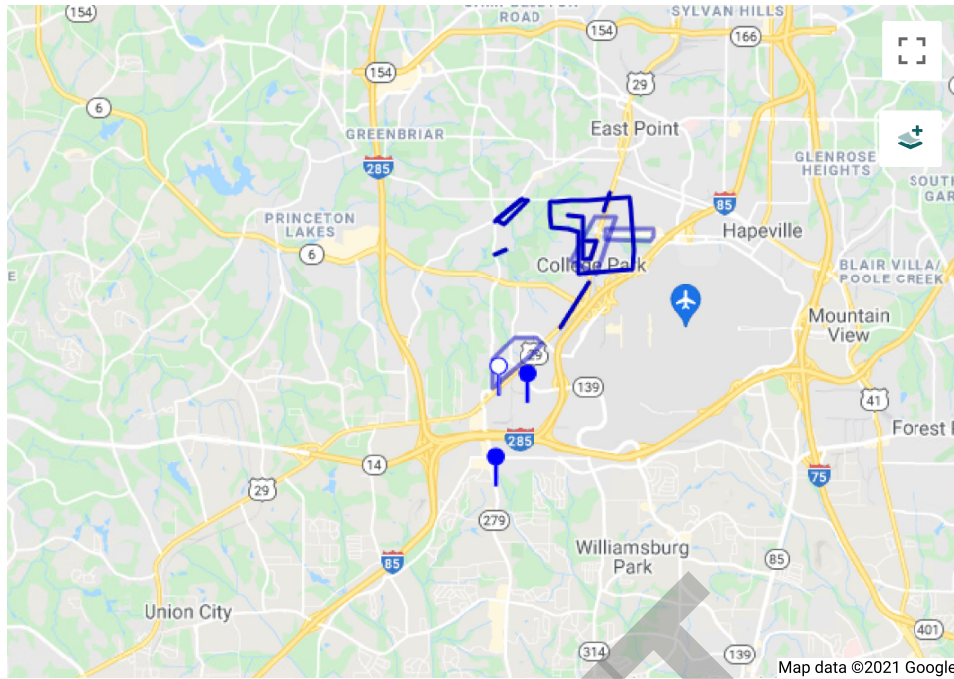 154
ROAD
SYLVAN HILLS
154
166
154
29
6
East Point
GREENBRIAR
285
GLENROSE
HEIGHTS
85
PRINCETON
LAKES
Hapeville
6
College Park
BLAIR VILLA/
POOLE CREEK
Mountain
View
29
139
41
285
14
75
29
279
Williamsburg
Park
85
85
Union City
401
314
139
Map data ©2021 Google